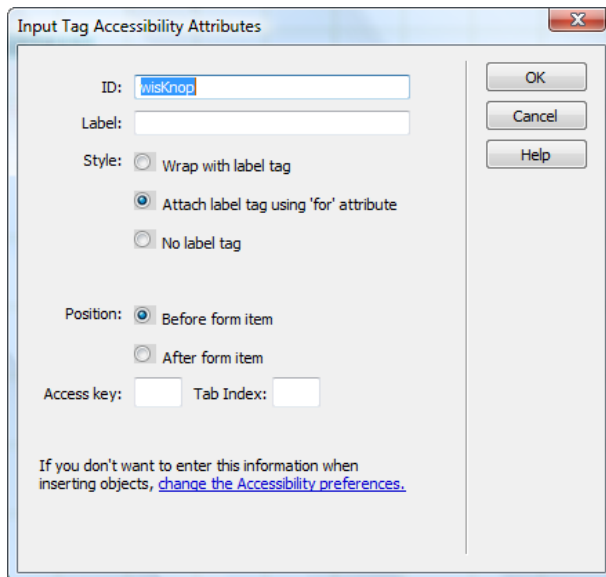 Input Tag Accessibility Attributes
ID: wisKnop
OK
Label:
Cancel
Style: Wrap with label tag
Help
Attach label tag using 'for' attribute
No label tag
Position: Before form item
After form item
Access key: Tab Index:
If you don't want to enter this information when
inserting objects, change the Accessibility preferences.